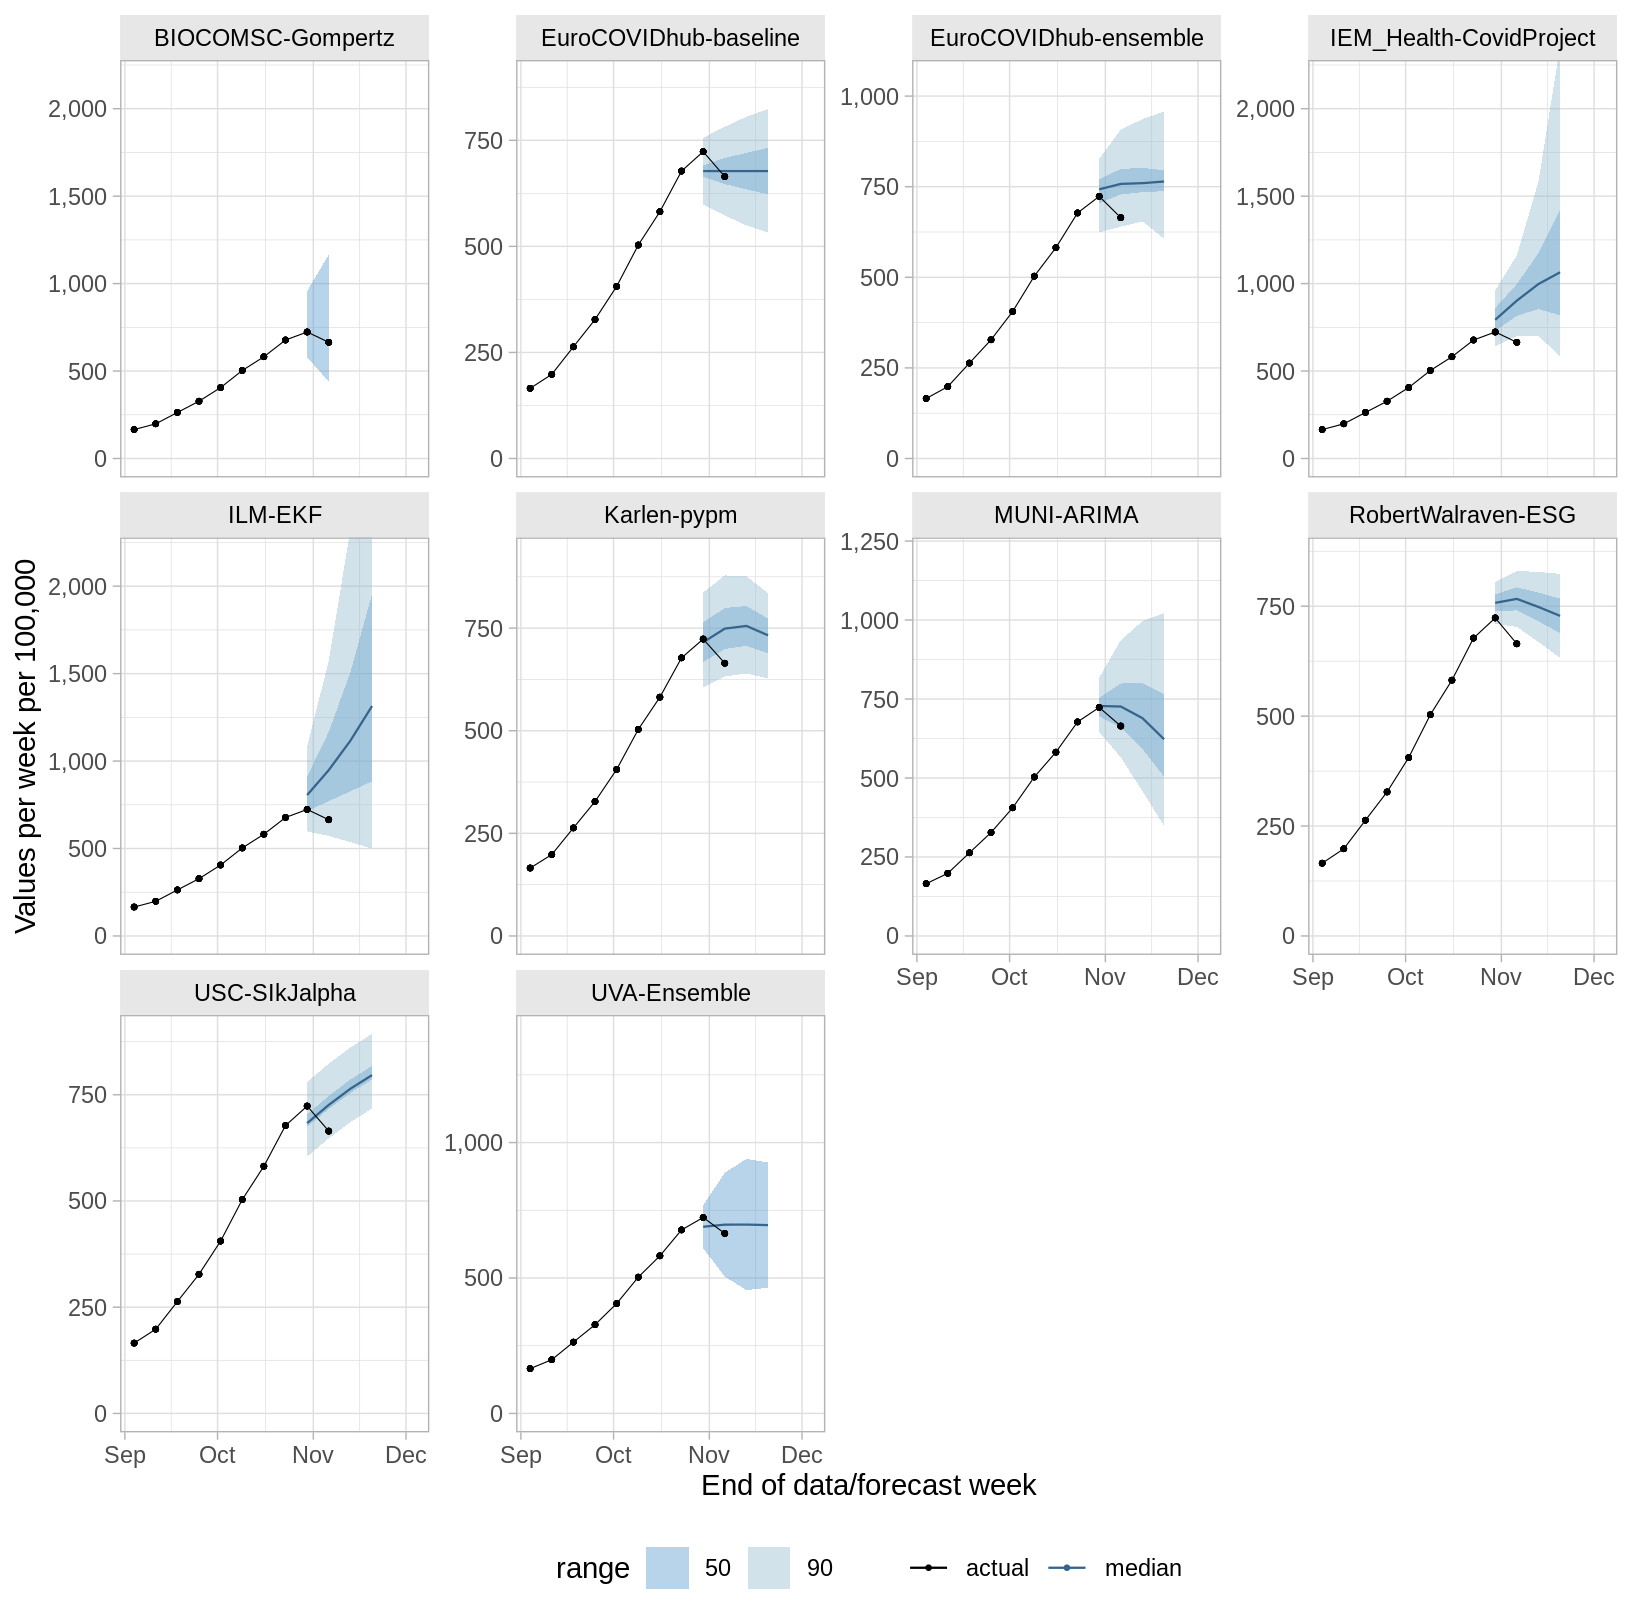 BIOCOMSC-Gompertz
EuroCOVIDhub-baseline
EuroCOVIDhub-ensemble
IEM_Health-CovidProject
2,000
1,500
1,000
500
0
750
500
250
0
1,000
750
500
250
0
2,000
1,500
1,000
500
0
ILM-EKF
Karlen-pypm
MUNI-ARIMA
RobertWalraven-ESG
Values per week per 100,000
2,000
1,500
1,000
500
0
750
500
250
0
1,250
1,000
750
500
250
0
750
500
250
0
Sep Oct Nov Dec
Sep Oct Nov Dec
USC-SIkJalpha
UVA-Ensemble
750
500
250
0
1,000
500
0
Sep Oct Nov Dec
Sep Oct Nov Dec
End of data/forecast week
range 50 90 actual median